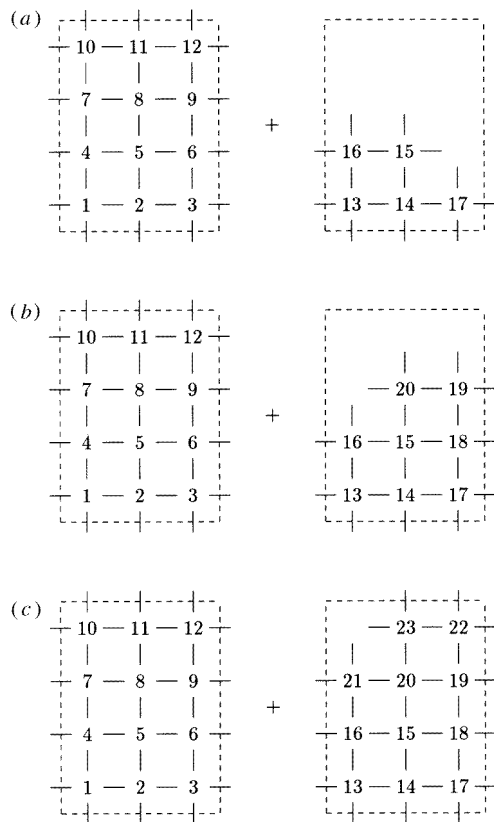 (a)
10 — 11 — 12
7 — 8 — 9
4 — 5 — 6
1 — 2 — 3
+
16 — 15 —
13 — 14 — 17
(b)
10 — 11 — 12
7 — 8 — 9
4 — 5 — 6
1 — 2 — 3
+
— 20 — 19
16 — 15 — 18
13 — 14 — 17
(c)
10 — 11 — 12
7 — 8 — 9
4 — 5 — 6
1 — 2 — 3
+
— 23 — 22
21 — 20 — 19
16 — 15 — 18
13 — 14 — 17